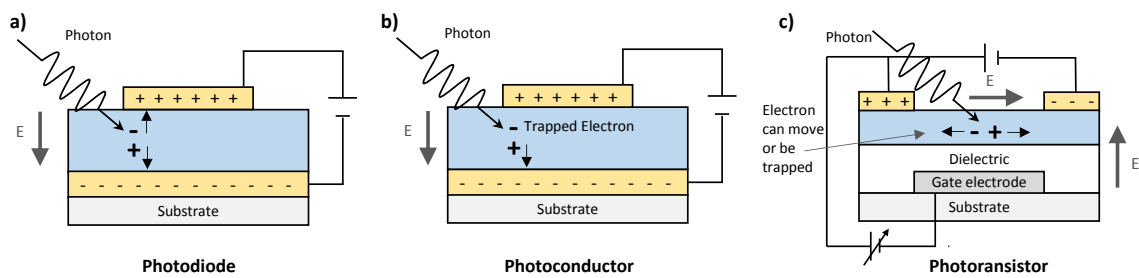 a)
Photon
+ + + + + +
E
-
+
- - - - - - - - - - - -
Substrate
Photodiode
b)
Photon
+ + + + + +
E
- Trapped Electron
+
- - - - - - - - - - - -
Substrate
Photoconductor
c)
Photon
E
+ + +
- - -
Electron
can move
or be
trapped
- +
Dielectric
E
Gate electrode
Substrate
Photoransistor